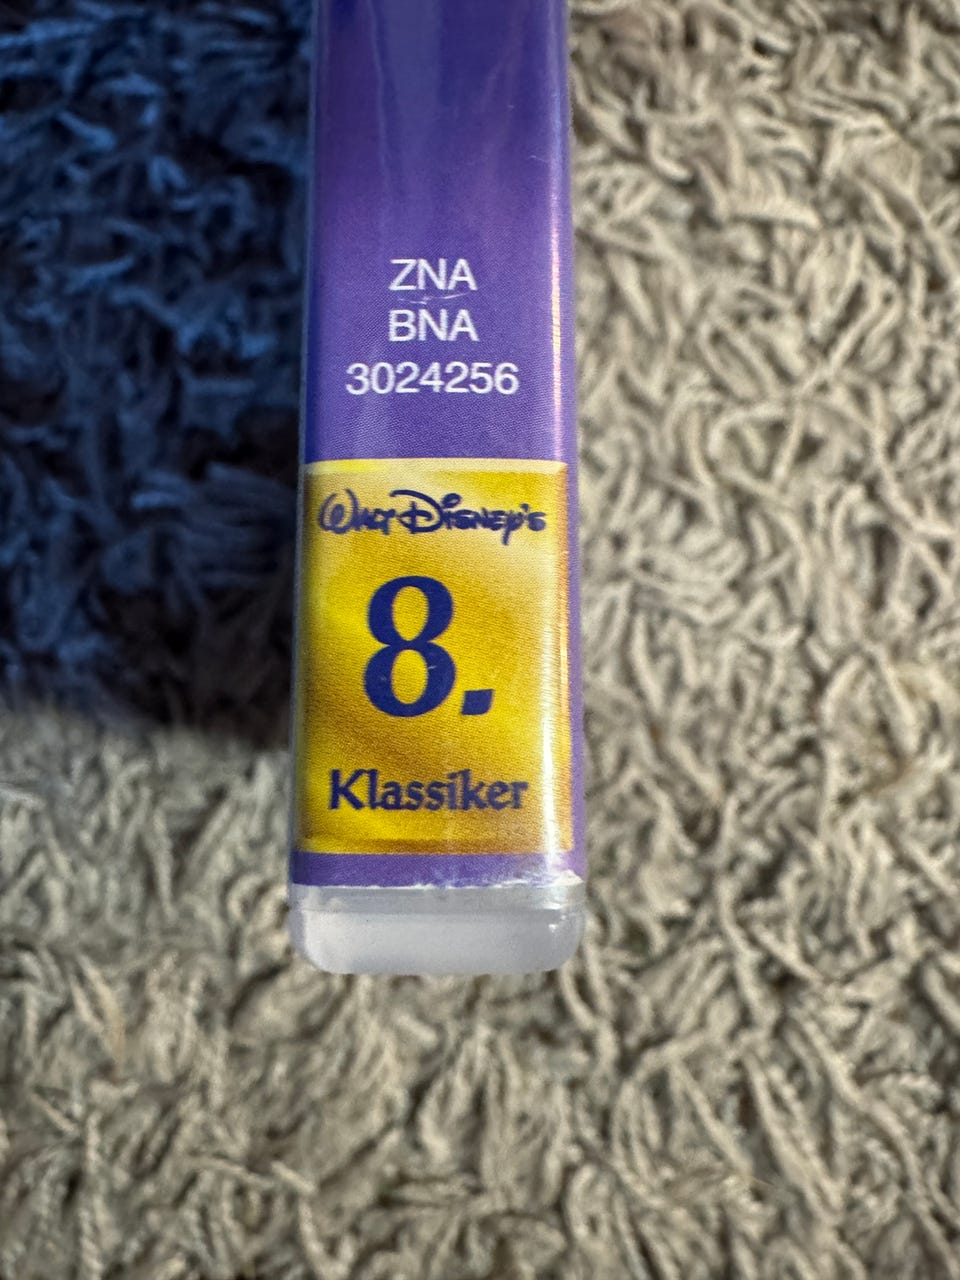 ZNA
BNA
3024256
Walt Disney's
8.
Klassiker